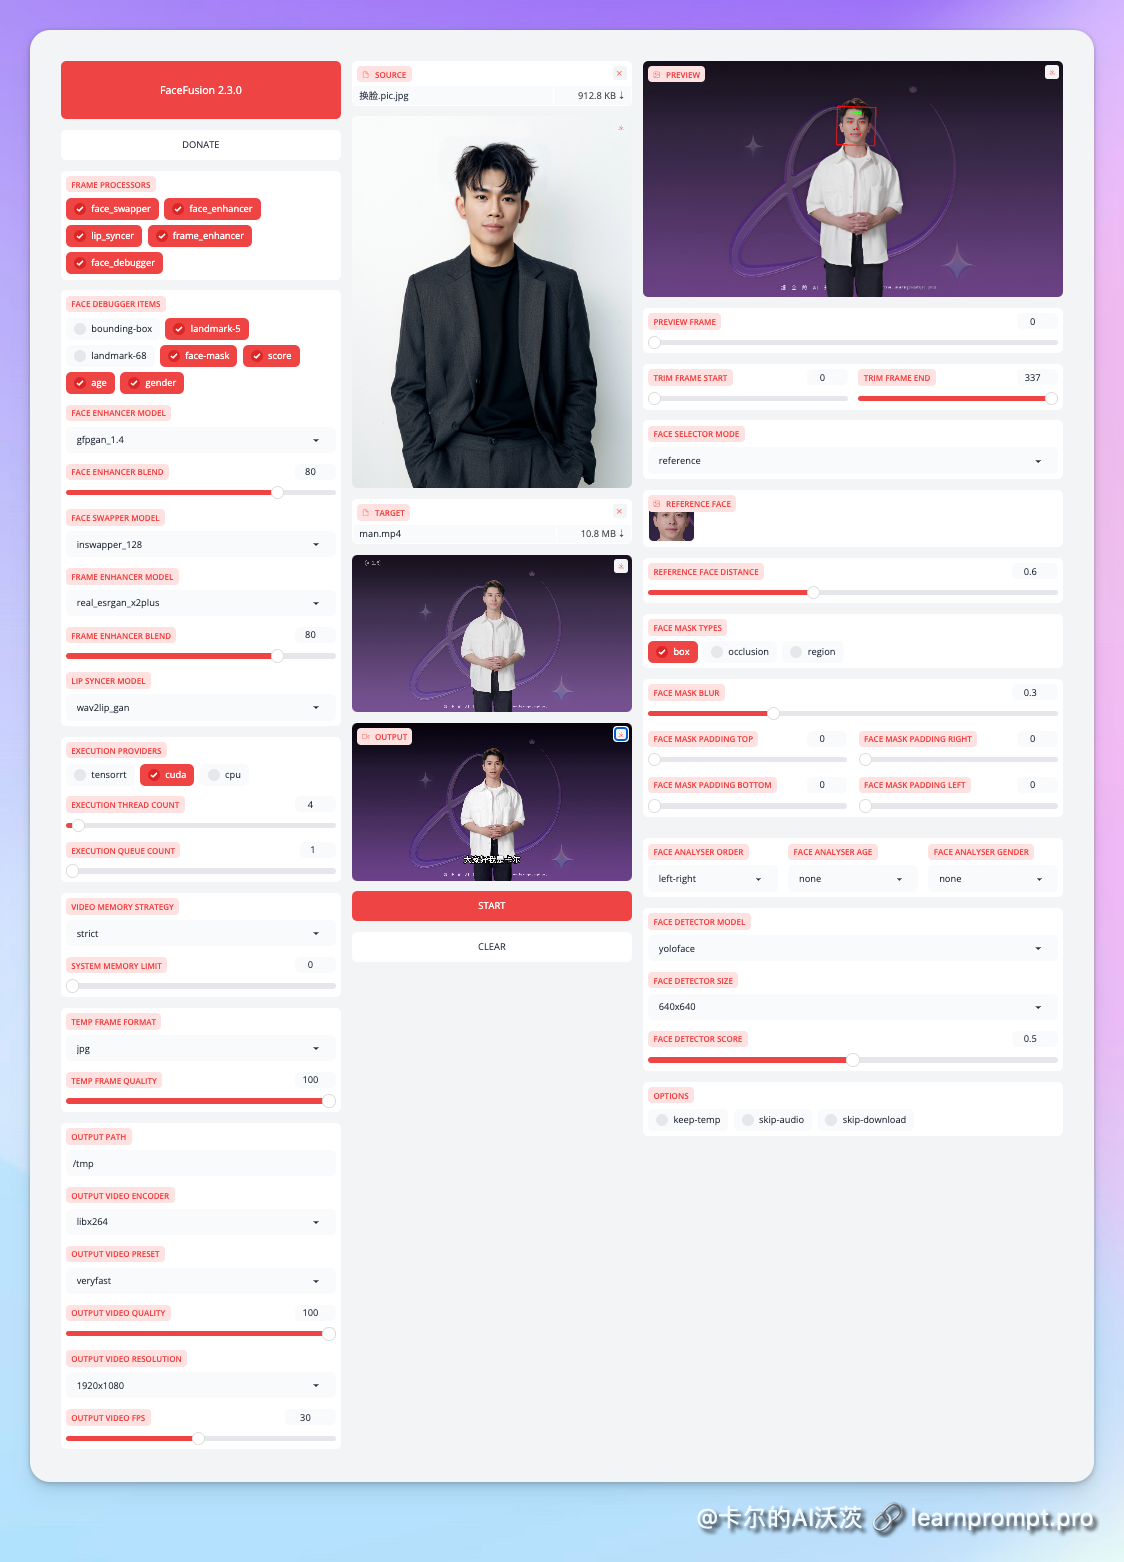 FaceFusion 2.3.0
DONATE
FRAME PROCESSORS
face_swapper
face_enhancer
lip_syncer
frame_enhancer
face_debugger
FACE DEBUGGER ITEMS
bounding-box
landmark-5
landmark-68
face-mask
score
age
gender
FACE ENHANCER MODEL
gfpgan_1.4
FACE ENHANCER BLEND 80
FACE SWAPPER MODEL
inswapper_128
FRAME ENHANCER MODEL
real_esrgan_x2plus
FRAME ENHANCER BLEND 80
LIP SYNCER MODEL
wav2lip_gan
EXECUTION PROVIDERS
tensorrt
cuda
cpu
EXECUTION THREAD COUNT 4
EXECUTION QUEUE COUNT 1
VIDEO MEMORY STRATEGY
strict
SYSTEM MEMORY LIMIT 0
TEMP FRAME FORMAT
jpg
TEMP FRAME QUALITY 100
OUTPUT PATH
/tmp
OUTPUT VIDEO ENCODER
libx264
OUTPUT VIDEO PRESET
veryfast
OUTPUT VIDEO QUALITY 100
OUTPUT VIDEO RESOLUTION
1920x1080
OUTPUT VIDEO FPS 30
SOURCE
换脸.pic.jpg 912.8 KB ↓
TARGET
man.mp4 10.8 MB ↓
OUTPUT
大家好我是卡尔
START
CLEAR
PREVIEW
PREVIEW FRAME 0
TRIM FRAME START 0
TRIM FRAME END 337
FACE SELECTOR MODE
reference
REFERENCE FACE
REFERENCE FACE DISTANCE 0.6
FACE MASK TYPES
box
occlusion
region
FACE MASK BLUR 0.3
FACE MASK PADDING TOP 0
FACE MASK PADDING RIGHT 0
FACE MASK PADDING BOTTOM 0
FACE MASK PADDING LEFT 0
FACE ANALYSER ORDER
left-right
FACE ANALYSER AGE
none
FACE ANALYSER GENDER
none
FACE DETECTOR MODEL
yoloface
FACE DETECTOR SIZE
640x640
FACE DETECTOR SCORE 0.5
OPTIONS
keep-temp
skip-audio
skip-download
@卡尔的AI沃茨 learnprompt.pro